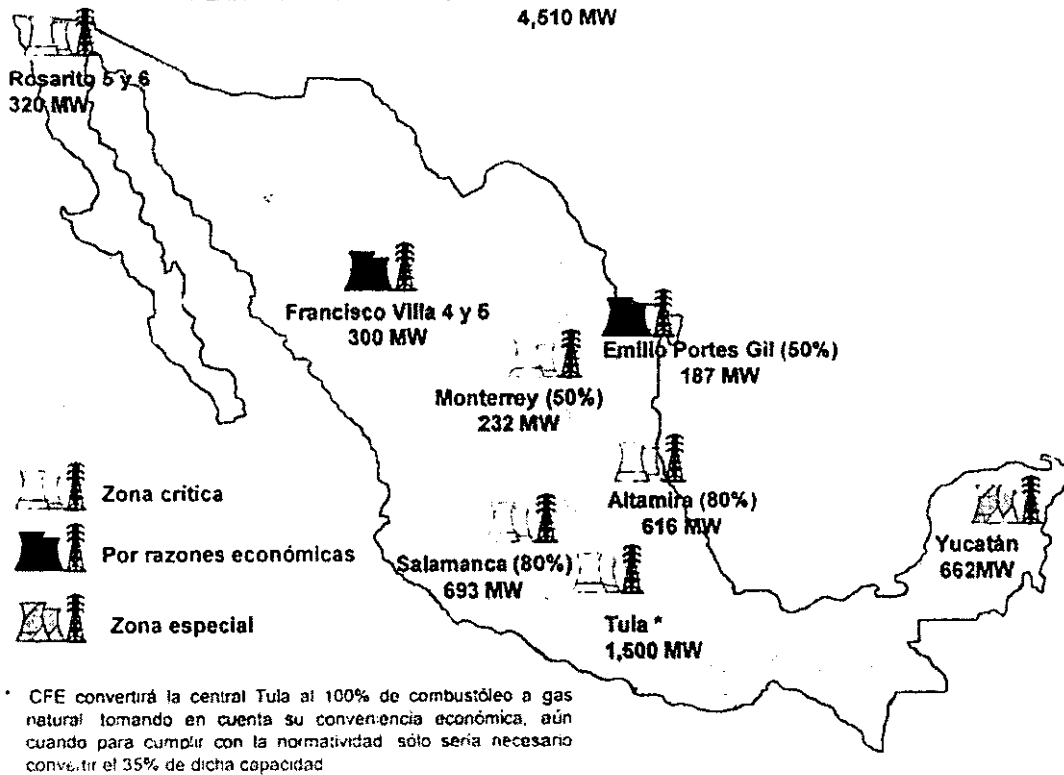 4,510 MW
Rosarito 5 y 6
320 MW
Francisco Villa 4 y 5
300 MW
Emilio Portes Gil (50%)
187 MW
Monterrey (50%)
232 MW
Zona critica
Altamira (80%)
616 MW
Yucatán
662MW
Por razones económicas
Salamanca (80%)
693 MW
Zona especial
Tula *
1,500 MW
* CFE convertirá la central Tula al 100% de combustóleo a gas
natural tomando en cuenta su conveniencia económica, aún
cuando para cumplir con la normatividad sólo sería necesario
convertir el 35% de dicha capacidad